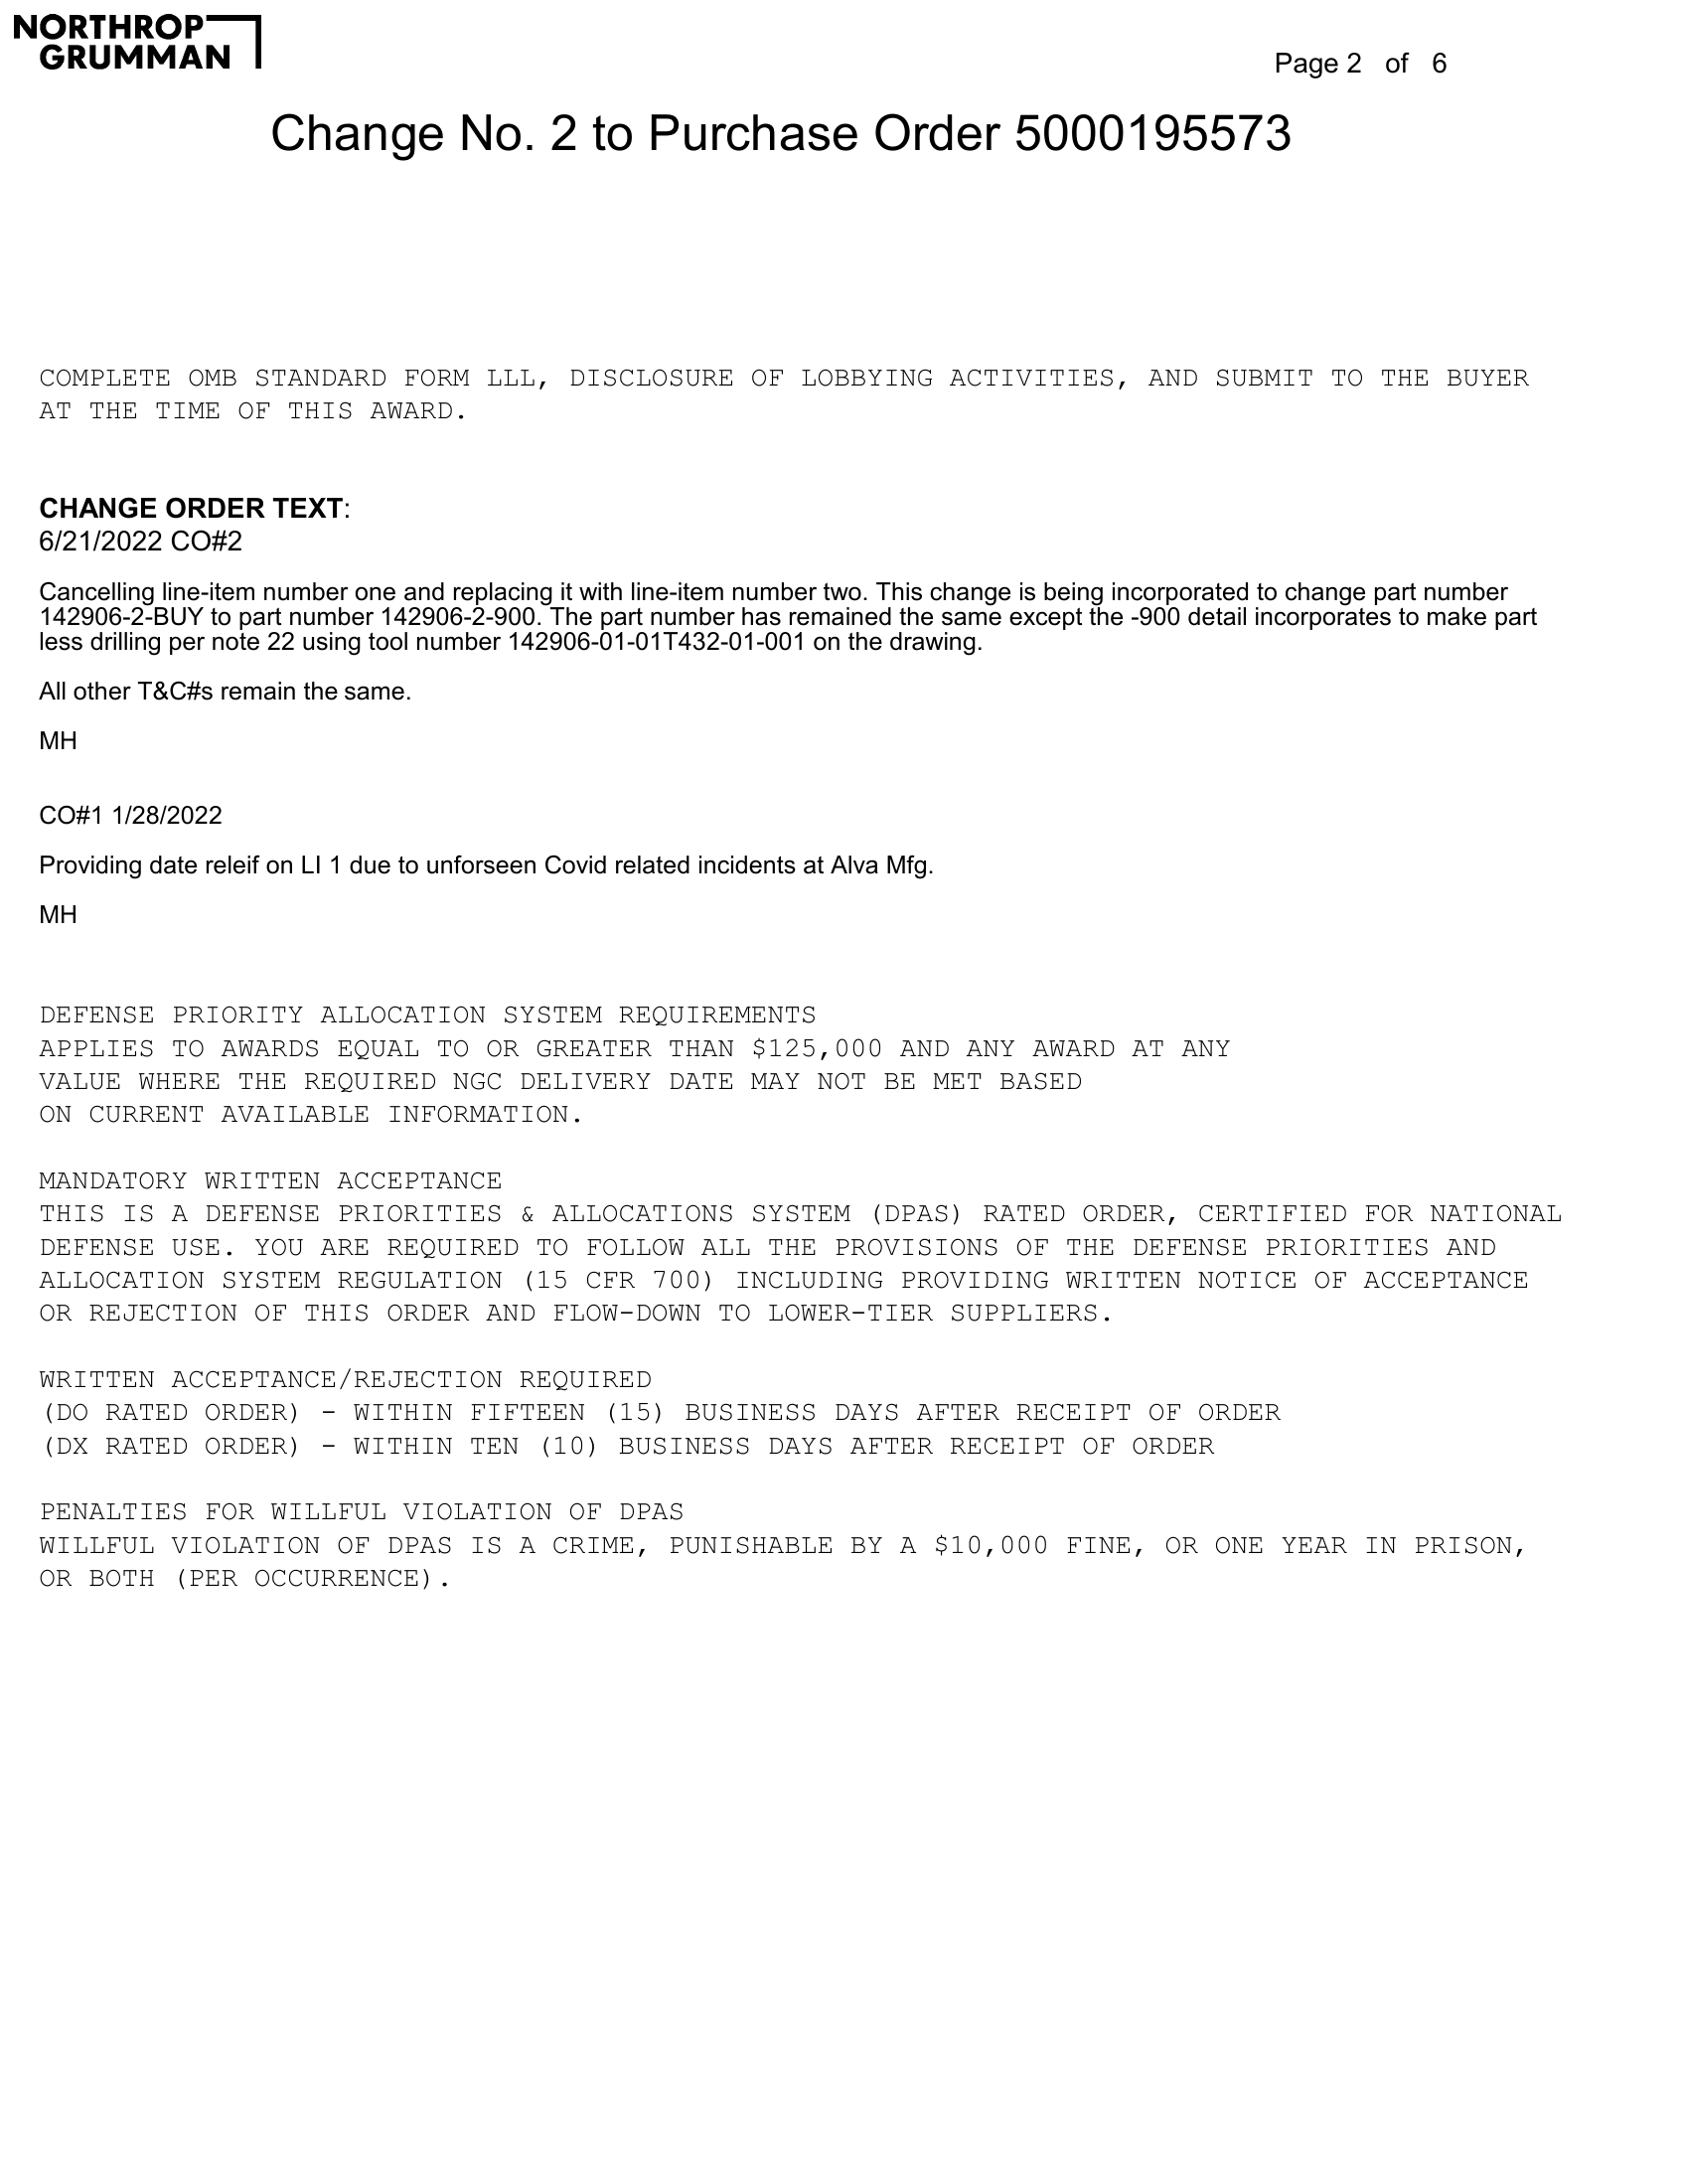 NORTHROP
GRUMMAN
Page 2 of 6
Change No. 2 to Purchase Order 5000195573
COMPLETE OMB STANDARD FORM LLL, DISCLOSURE OF LOBBYING ACTIVITIES, AND SUBMIT TO THE BUYER
AT THE TIME OF THIS AWARD.
CHANGE ORDER TEXT:
6/21/2022 CO#2
Cancelling line-item number one and replacing it with line-item number two. This change is being incorporated to change part number
142906-2-BUY to part number 142906-2-900. The part number has remained the same except the -900 detail incorporates to make part
less drilling per note 22 using tool number 142906-01-01T432-01-001 on the drawing.
All other T&C#s remain the same.
MH
CO#1 1/28/2022
Providing date releif on LI 1 due to unforseen Covid related incidents at Alva Mfg.
MH
DEFENSE PRIORITY ALLOCATION SYSTEM REQUIREMENTS
APPLIES TO AWARDS EQUAL TO OR GREATER THAN $125,000 AND ANY AWARD AT ANY
VALUE WHERE THE REQUIRED NGC DELIVERY DATE MAY NOT BE MET BASED
ON CURRENT AVAILABLE INFORMATION.
MANDATORY WRITTEN ACCEPTANCE
THIS IS A DEFENSE PRIORITIES & ALLOCATIONS SYSTEM (DPAS) RATED ORDER, CERTIFIED FOR NATIONAL
DEFENSE USE. YOU ARE REQUIRED TO FOLLOW ALL THE PROVISIONS OF THE DEFENSE PRIORITIES AND
ALLOCATION SYSTEM REGULATION (15 CFR 700) INCLUDING PROVIDING WRITTEN NOTICE OF ACCEPTANCE
OR REJECTION OF THIS ORDER AND FLOW-DOWN TO LOWER-TIER SUPPLIERS.
WRITTEN ACCEPTANCE/REJECTION REQUIRED
(DO RATED ORDER) - WITHIN FIFTEEN (15) BUSINESS DAYS AFTER RECEIPT OF ORDER
(DX RATED ORDER) - WITHIN TEN (10) BUSINESS DAYS AFTER RECEIPT OF ORDER
PENALTIES FOR WILLFUL VIOLATION OF DPAS
WILLFUL VIOLATION OF DPAS IS A CRIME, PUNISHABLE BY A $10,000 FINE, OR ONE YEAR IN PRISON,
OR BOTH (PER OCCURRENCE).